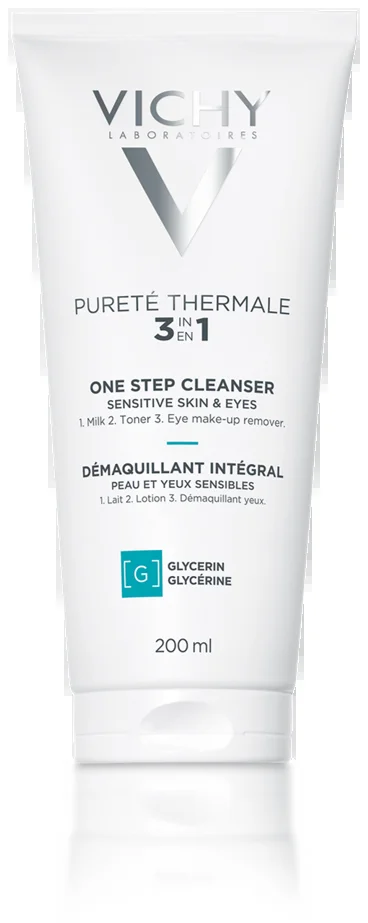 VICHY
LABORATOIRES
PURETÉ THERMALE
3 IN EN 1
ONE STEP CLEANSER
SENSITIVE SKIN & EYES
1. Milk 2. Toner 3. Eye make-up remover.
DÉMAQUILLANT INTÉGRAL
PEAU ET YEUX SENSIBLES
1. Lait 2. Lotion 3. Démaquillant yeux.
[G] GLYCERIN
GLYCÉRINE
200 ml